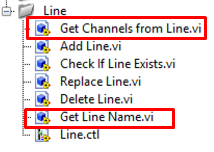 Line
Get Channels from Line.vi
Add Line.vi
Check If Line Exists.vi
Replace Line.vi
Delete Line.vi
Get Line Name.vi
Line.ctl